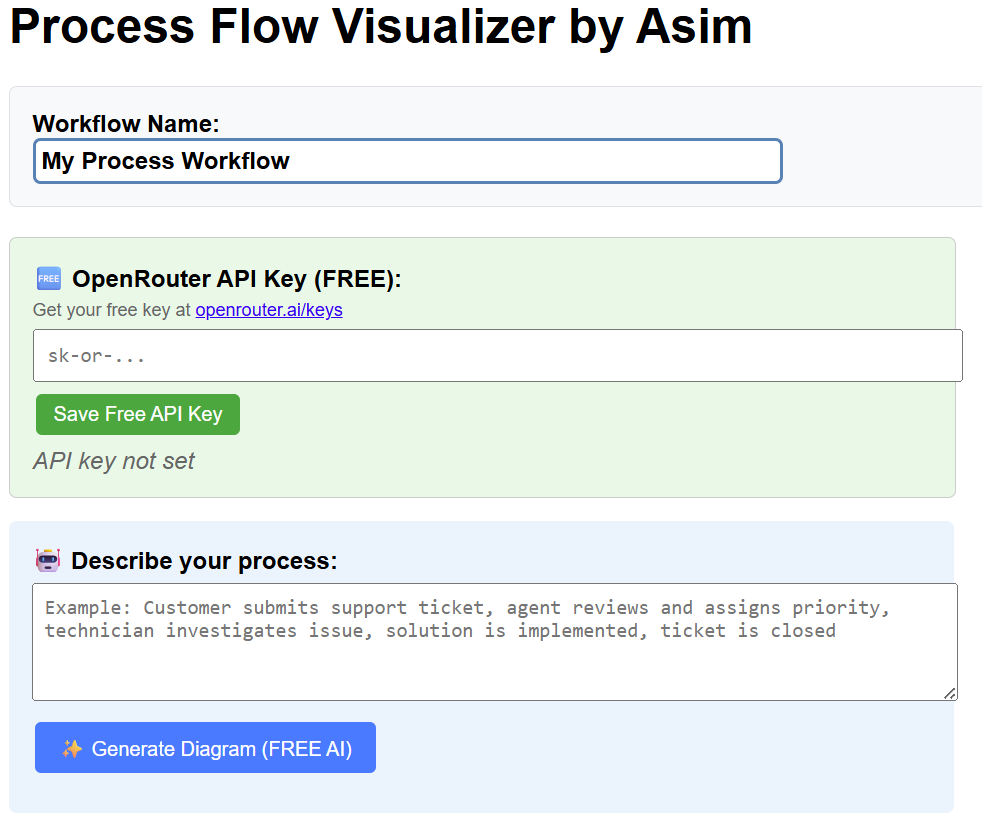 Process Flow Visualizer by Asim
Workflow Name:
My Process Workflow
FREE OpenRouter API Key (FREE):
Get your free key at openrouter.ai/keys
sk-or-...
Save Free API Key
API key not set
Describe your process:
Example: Customer submits support ticket, agent reviews and assigns priority,
technician investigates issue, solution is implemented, ticket is closed
✨ Generate Diagram (FREE AI)